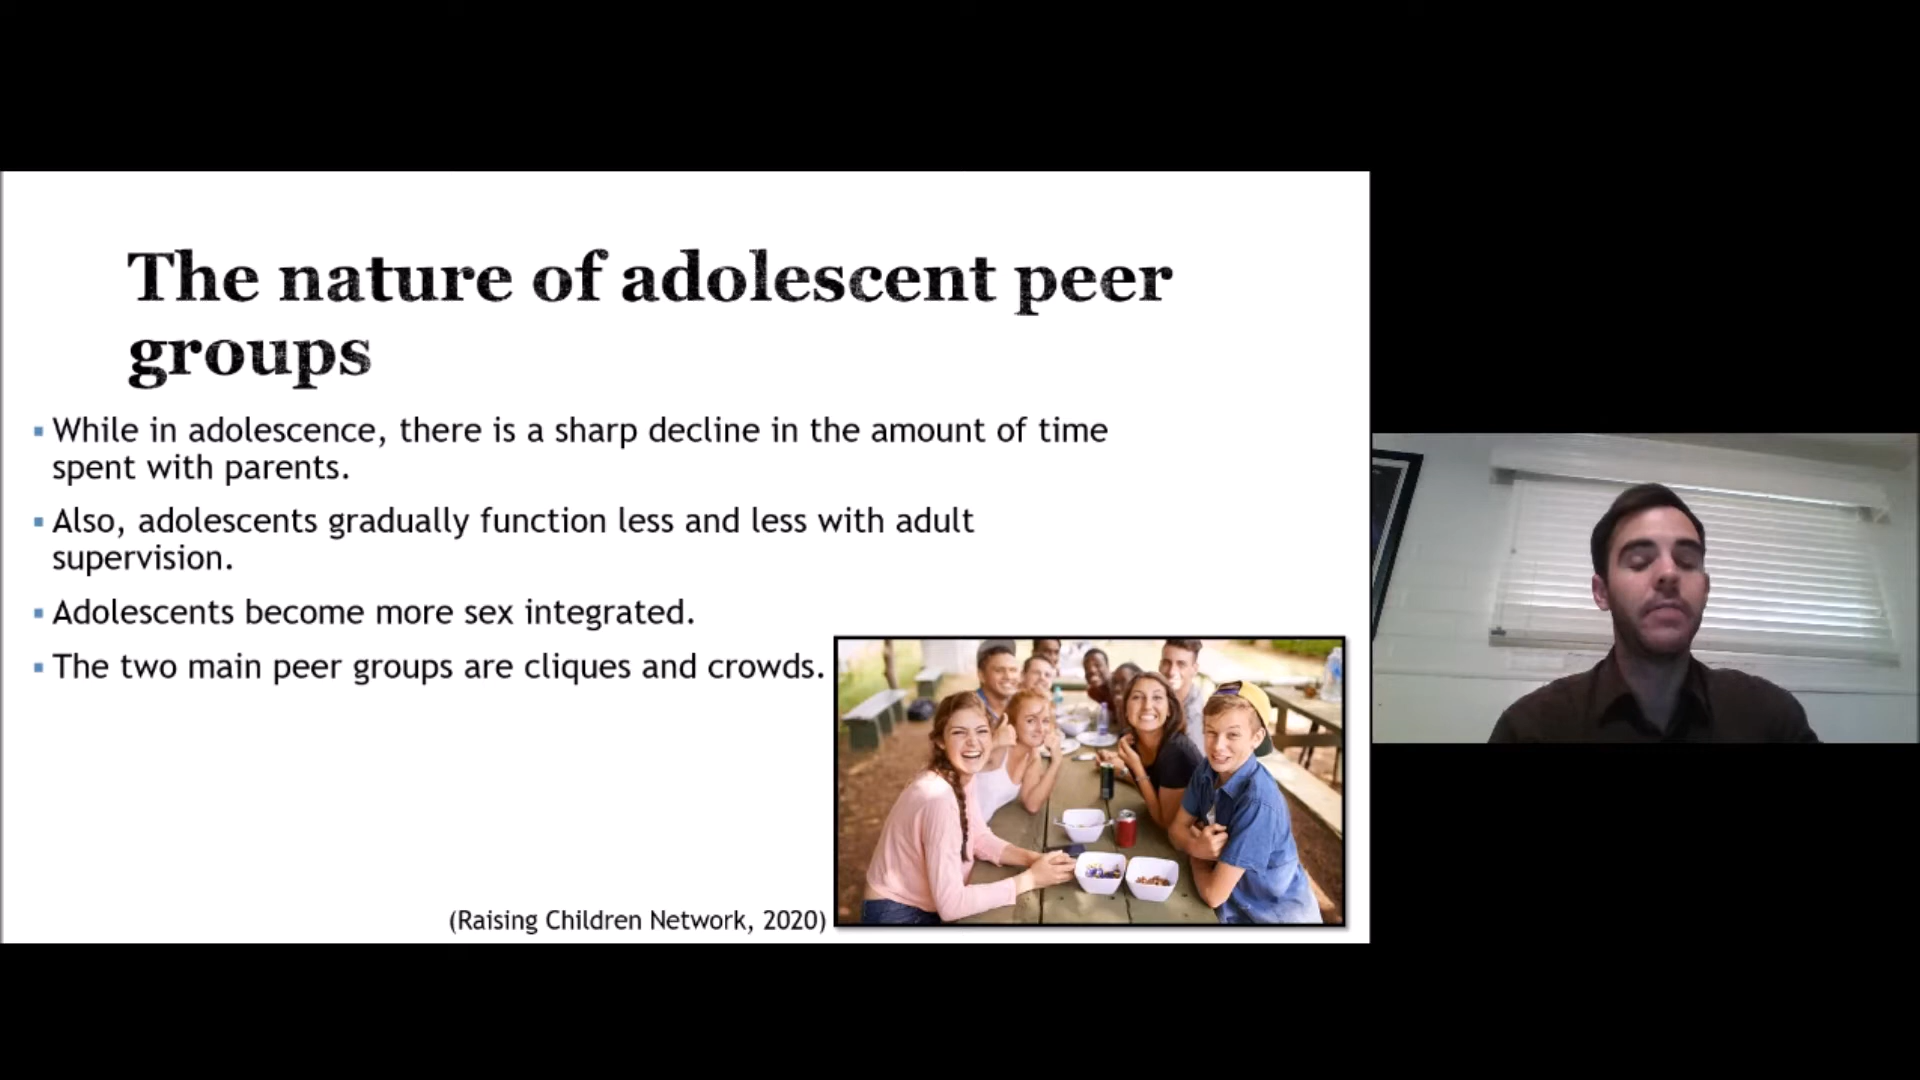 The nature of adolescent peer
groups
▪ While in adolescence, there is a sharp decline in the amount of time
spent with parents.
▪ Also, adolescents gradually function less and less with adult
supervision.
▪ Adolescents become more sex integrated.
▪ The two main peer groups are cliques and crowds.
(Raising Children Network, 2020)